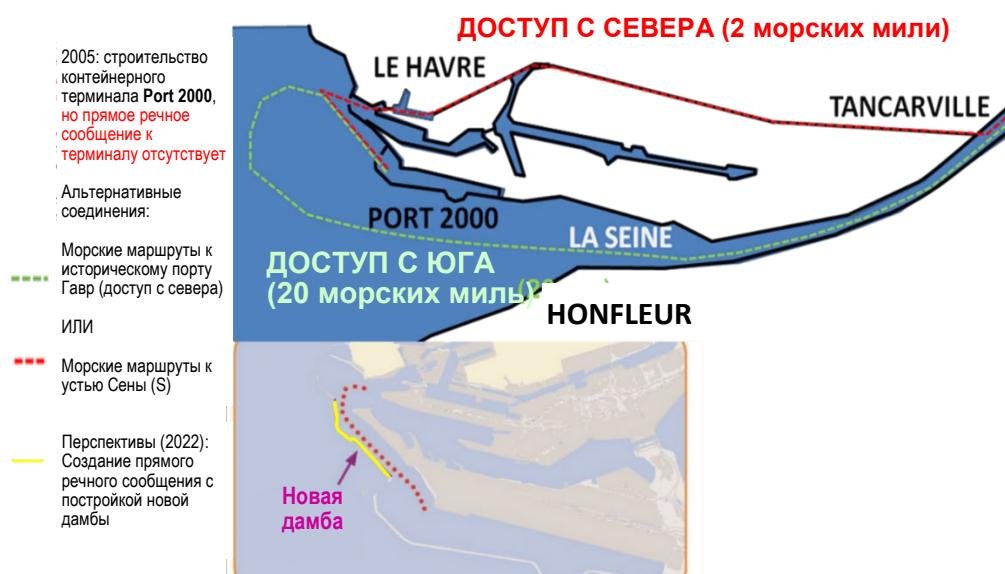 ДОСТУП С СЕВЕРА (2 морских мили)
2005: строительство
контейнерного
терминала Port 2000,
но прямое речное
сообщение к
терминалу отсутствует
Альтернативные
соединения:
Морские маршруты к
историческому порту
Гавр (доступ с севера)
ИЛИ
Морские маршруты к
устью Сены (S)
Перспективы (2022):
Создание прямого
речного сообщения с
постройкой новой
дамбы
LE HAVRE
TANCARVILLE
PORT 2000
LA SEINE
ДОСТУП С ЮГА
(20 морских миль)
HONFLEUR
Новая
дамба